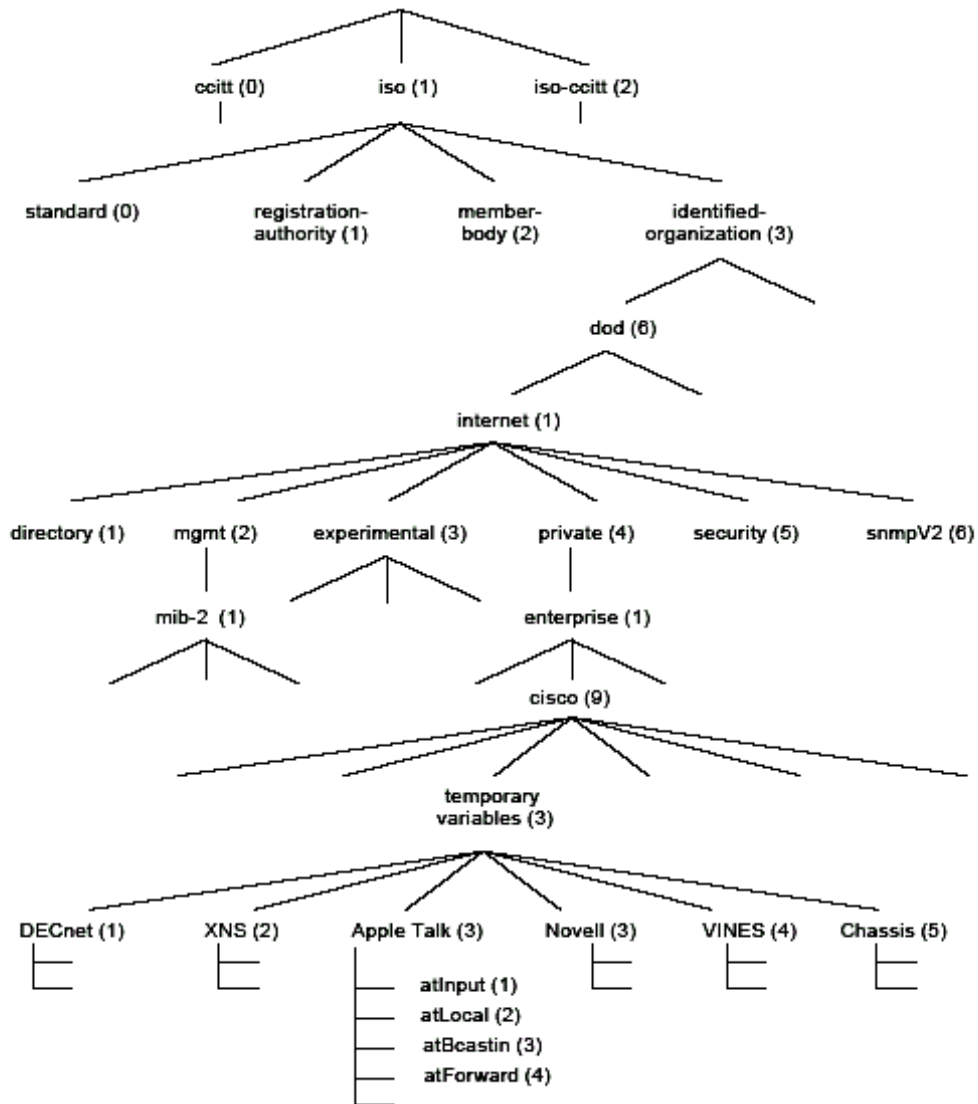 ccitt (0)
iso (1)
iso-ccitt (2)
standard (0)
registration-
authority (1)
member-
body (2)
identified-
organization (3)
dod (6)
internet (1)
directory (1)
mgmt (2)
experimental (3)
private (4)
security (5)
snmpV2 (6)
mib-2 (1)
enterprise (1)
cisco (9)
temporary
variables (3)
DECnet (1)
XNS (2)
Apple Talk (3)
Novell (3)
VINES (4)
Chassis (5)
atInput (1)
atLocal (2)
atBcastin (3)
atForward (4)